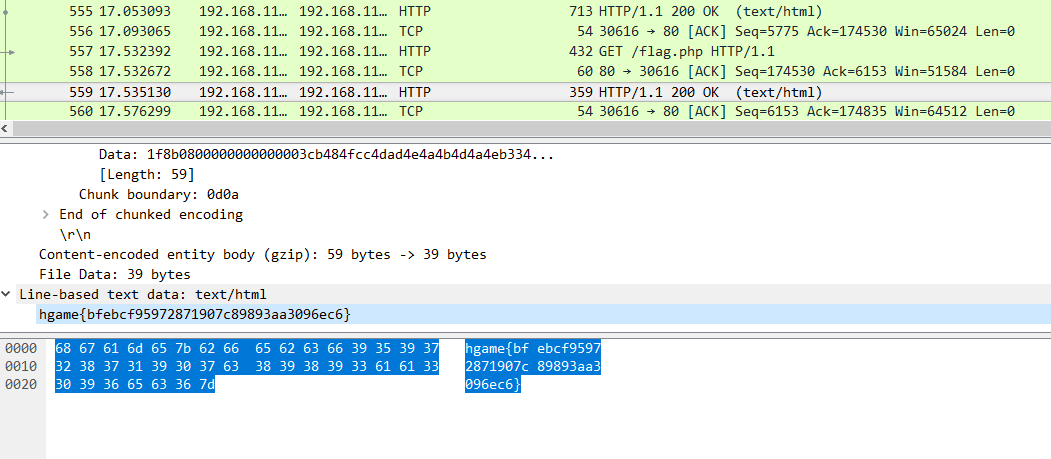 555 17.053093 192.168.11… 192.168.11… HTTP 713 HTTP/1.1 200 OK (text/html)
556 17.093065 192.168.11… 192.168.11… TCP 54 30616 → 80 [ACK] Seq=5775 Ack=174530 Win=65024 Len=0
557 17.532392 192.168.11… 192.168.11… HTTP 432 GET /flag.php HTTP/1.1
558 17.532672 192.168.11… 192.168.11… TCP 60 80 → 30616 [ACK] Seq=174530 Ack=6153 Win=51584 Len=0
559 17.535130 192.168.11… 192.168.11… HTTP 359 HTTP/1.1 200 OK (text/html)
560 17.576299 192.168.11… 192.168.11… TCP 54 30616 → 80 [ACK] Seq=6153 Ack=174835 Win=64512 Len=0
Data: 1f8b0800000000000003cb484fcc4dad4e4a4b4d4a4eb334...
[Length: 59]
Chunk boundary: 0d0a
End of chunked encoding
\r\n
Content-encoded entity body (gzip): 59 bytes -> 39 bytes
File Data: 39 bytes
Line-based text data: text/html
hgame{bfebcf95972871907c89893aa3096ec6}
0000 68 67 61 6d 65 7b 62 66 65 62 63 66 39 35 39 37 hgame{bf ebcf9597
0010 32 38 37 31 39 30 37 63 38 39 38 39 33 61 61 33 2871907c 89893aa3
0020 30 39 36 65 63 36 7d 096ec6}